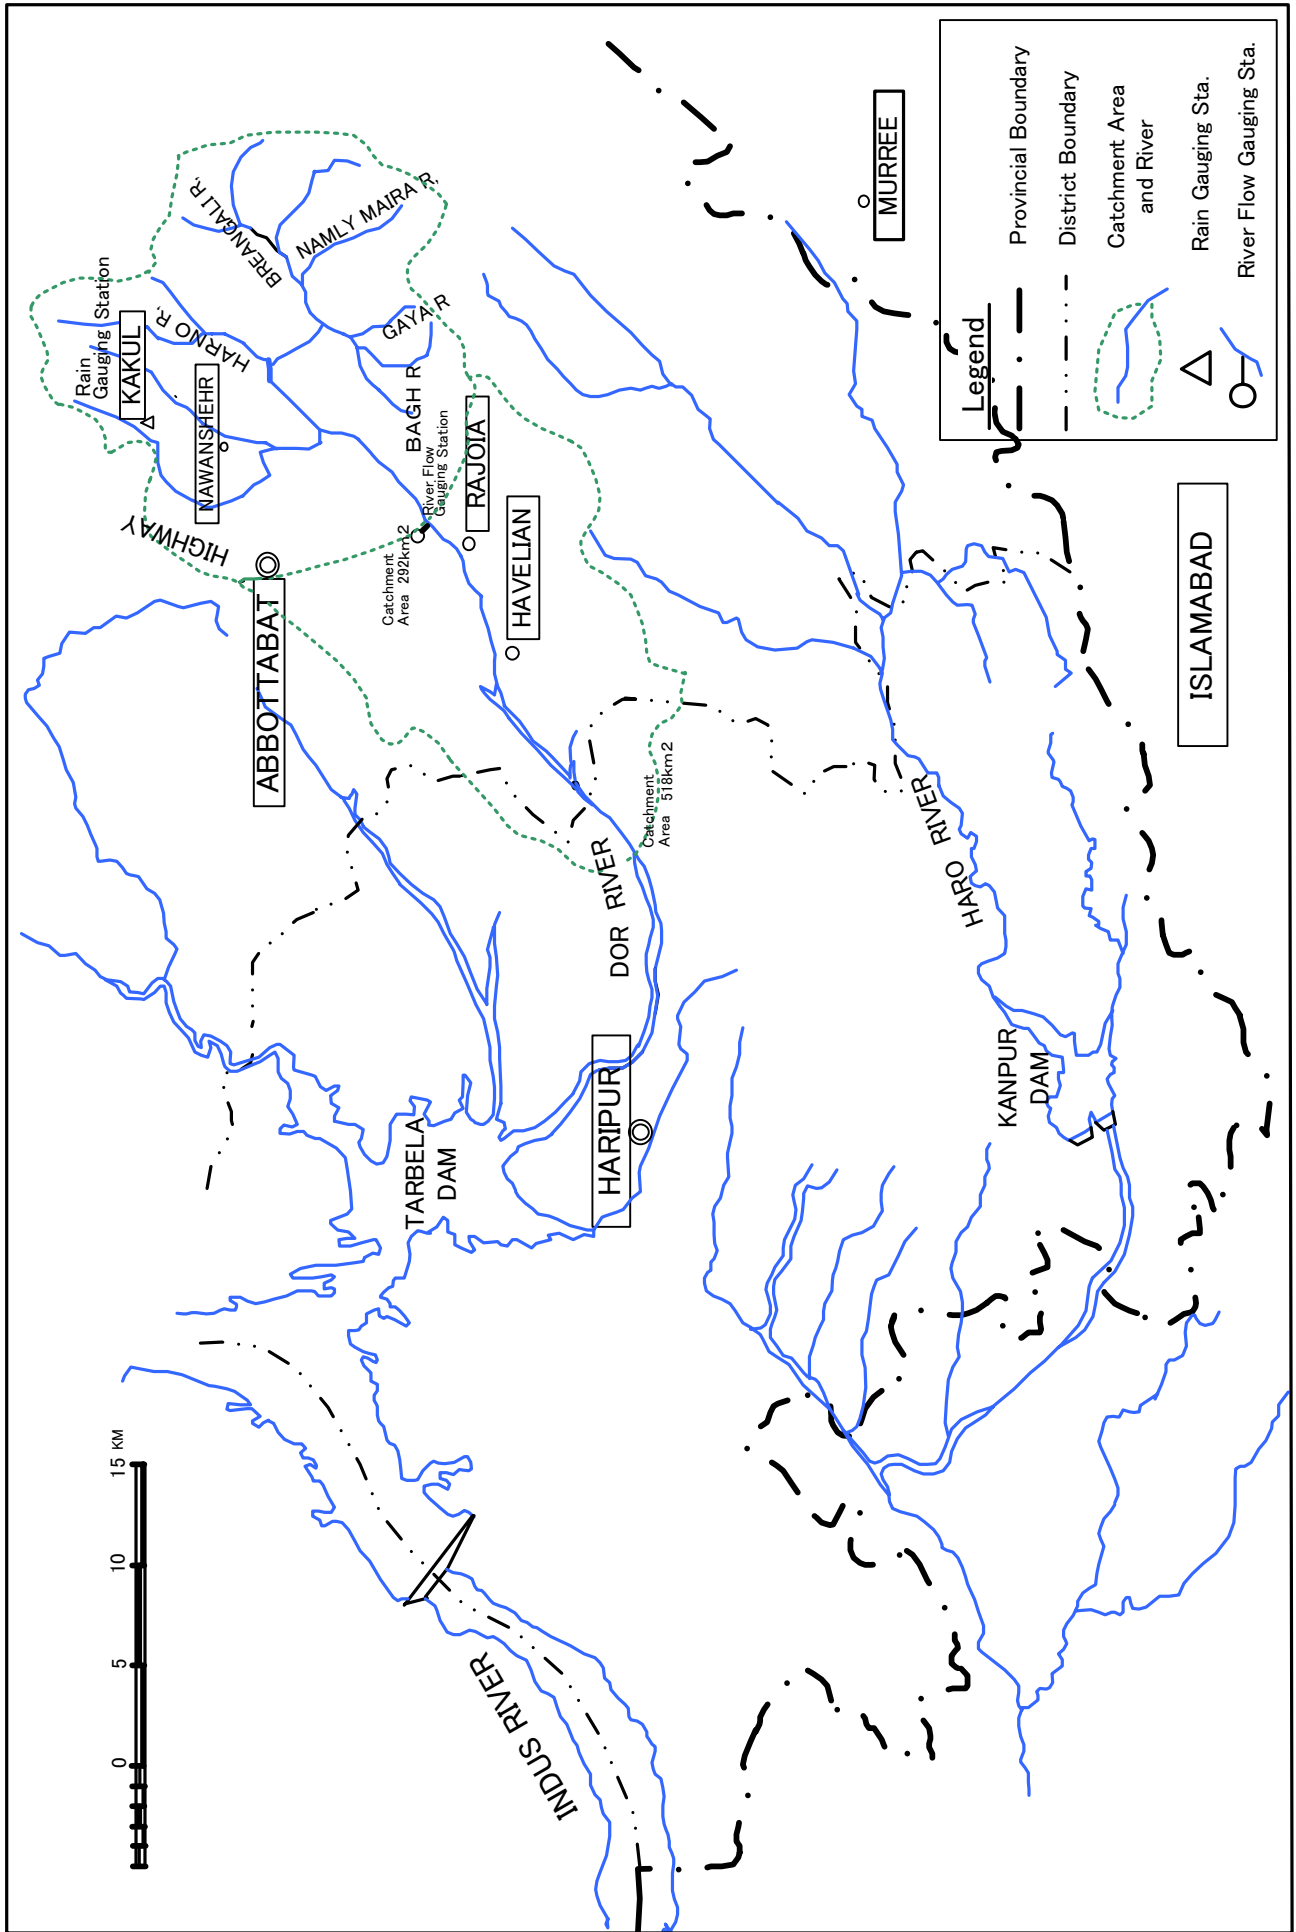 Rain
Gauging Station
KAKUL
NAWANSHEHR
HARNO R,
BREANGALI R,
NAMLY MAIRA R,
GAYA R
BAGH R
River Flow
Gauging Station
RAJOIA
HAVELIAN
HIGHWAY
ABBOTTABAT
Catchment
Area 292km2
Catchment
Area 518km2
DOR RIVER
HARO RIVER
MURREE
ISLAMABAD
KANPUR
DAM
HARIPUR
TARBELA
DAM
INDUS RIVER
0 5 10 15 KM
Legend
Provincial Boundary
District Boundary
Catchment Area
and River
Rain Gauging Sta.
River Flow Gauging Sta.